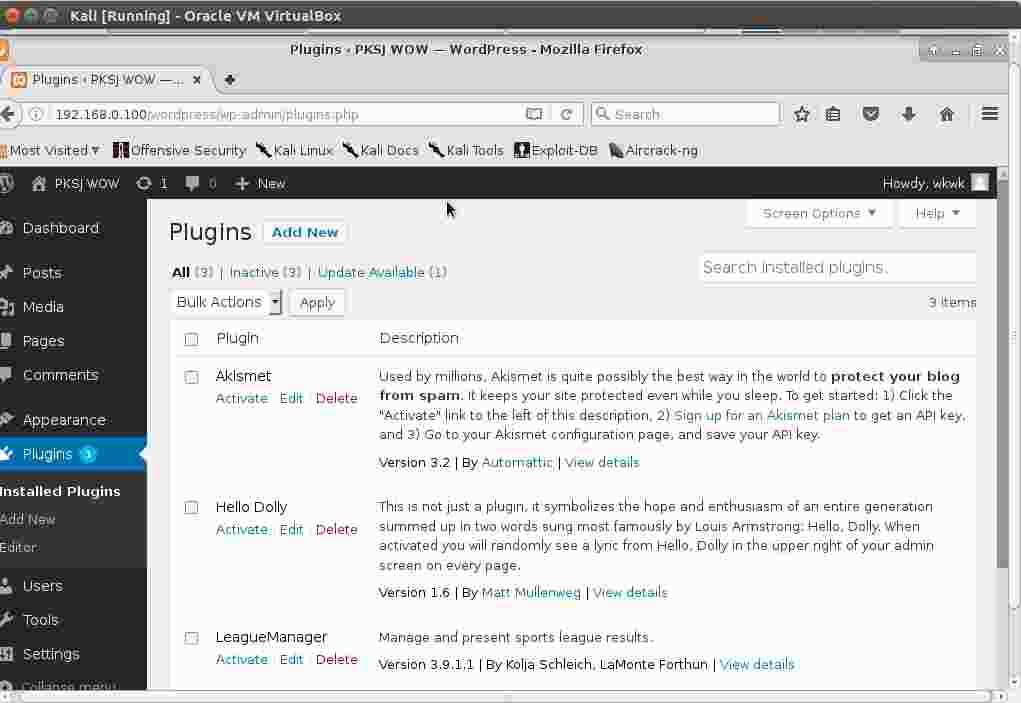 Kali [Running] - Oracle VM VirtualBox
Plugins ‹ PKSJ WOW — WordPress - Mozilla Firefox
Plugins ‹ PKSJ WOW —...
192.168.0.100/wordpress/wp-admin/plugins.php
Search
Most Visited
Offensive Security
Kali Linux
Kali Docs
Kali Tools
Exploit-DB
Aircrack-ng
PKSJ WOW
1
0
+ New
Howdy, wkwk
Screen Options
Help
Dashboard
Posts
Media
Pages
Comments
Appearance
Plugins
Installed Plugins
Add New
Editor
Users
Tools
Settings
Collapse menu
Plugins Add New
All (3) | Inactive (3) | Update Available (1)
Search installed plugins.
Bulk Actions
Apply
3 items
Plugin Description
Akismet
Activate Edit Delete
Used by millions, Akismet is quite possibly the best way in the world to protect your blog
from spam. It keeps your site protected even while you sleep. To get started: 1) Click the
"Activate" link to the left of this description, 2) Sign up for an Akismet plan to get an API key,
and 3) Go to your Akismet configuration page, and save your API key.
Version 3.2 | By Automattic | View details
Hello Dolly
Activate Edit Delete
This is not just a plugin, it symbolizes the hope and enthusiasm of an entire generation
summed up in two words sung most famously by Louis Armstrong: Hello, Dolly. When
activated you will randomly see a lyric from Hello, Dolly in the upper right of your admin
screen on every page.
Version 1.6 | By Matt Mullenweg | View details
LeagueManager
Activate Edit Delete
Manage and present sports league results.
Version 3.9.1.1 | By Kolja Schleich, LaMonte Forthun | View details